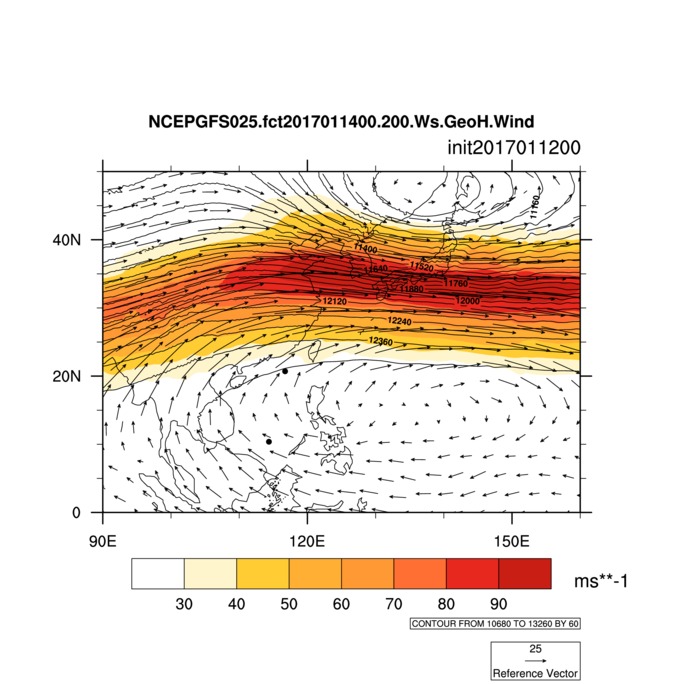 NCEPGFS025.fct2017011400.200.Ws.GeoH.Wind
init2017011200
11160
40N
11400
11520
11640
11760
11880
12000
12120
12240
12360
20N
0
90E
120E
150E
ms**-1
30
40
50
60
70
80
90
CONTOUR FROM 10680 TO 13260 BY 60
25
Reference Vector